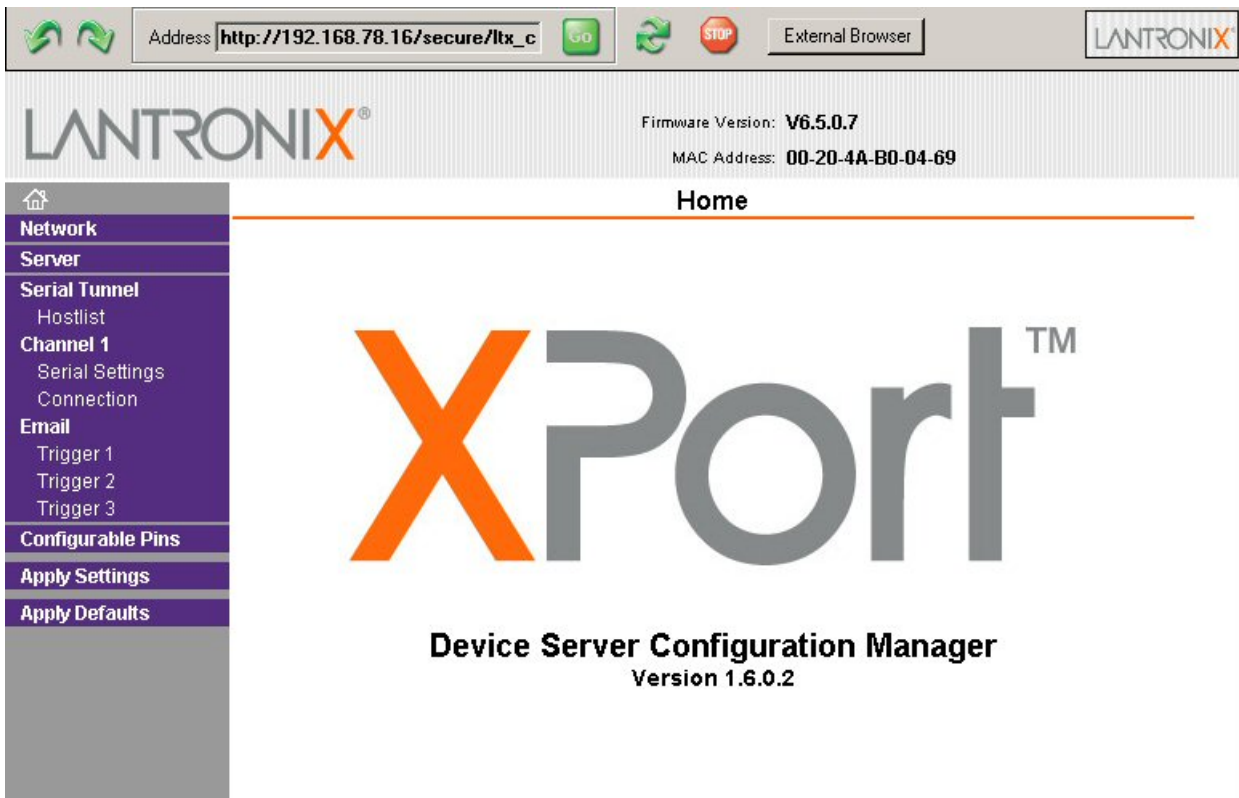 Address http://192.168.78.16/secure/ltx_c Go STOP External Browser LANTRONIX®
LANTRONIX®
Firmware Version: V6.5.0.7
MAC Address: 00-20-4A-B0-04-69
Home
Network
Server
Serial Tunnel
Hostlist
Channel 1
Serial Settings
Connection
Email
Trigger 1
Trigger 2
Trigger 3
Configurable Pins
Apply Settings
Apply Defaults
XPort™
Device Server Configuration Manager
Version 1.6.0.2